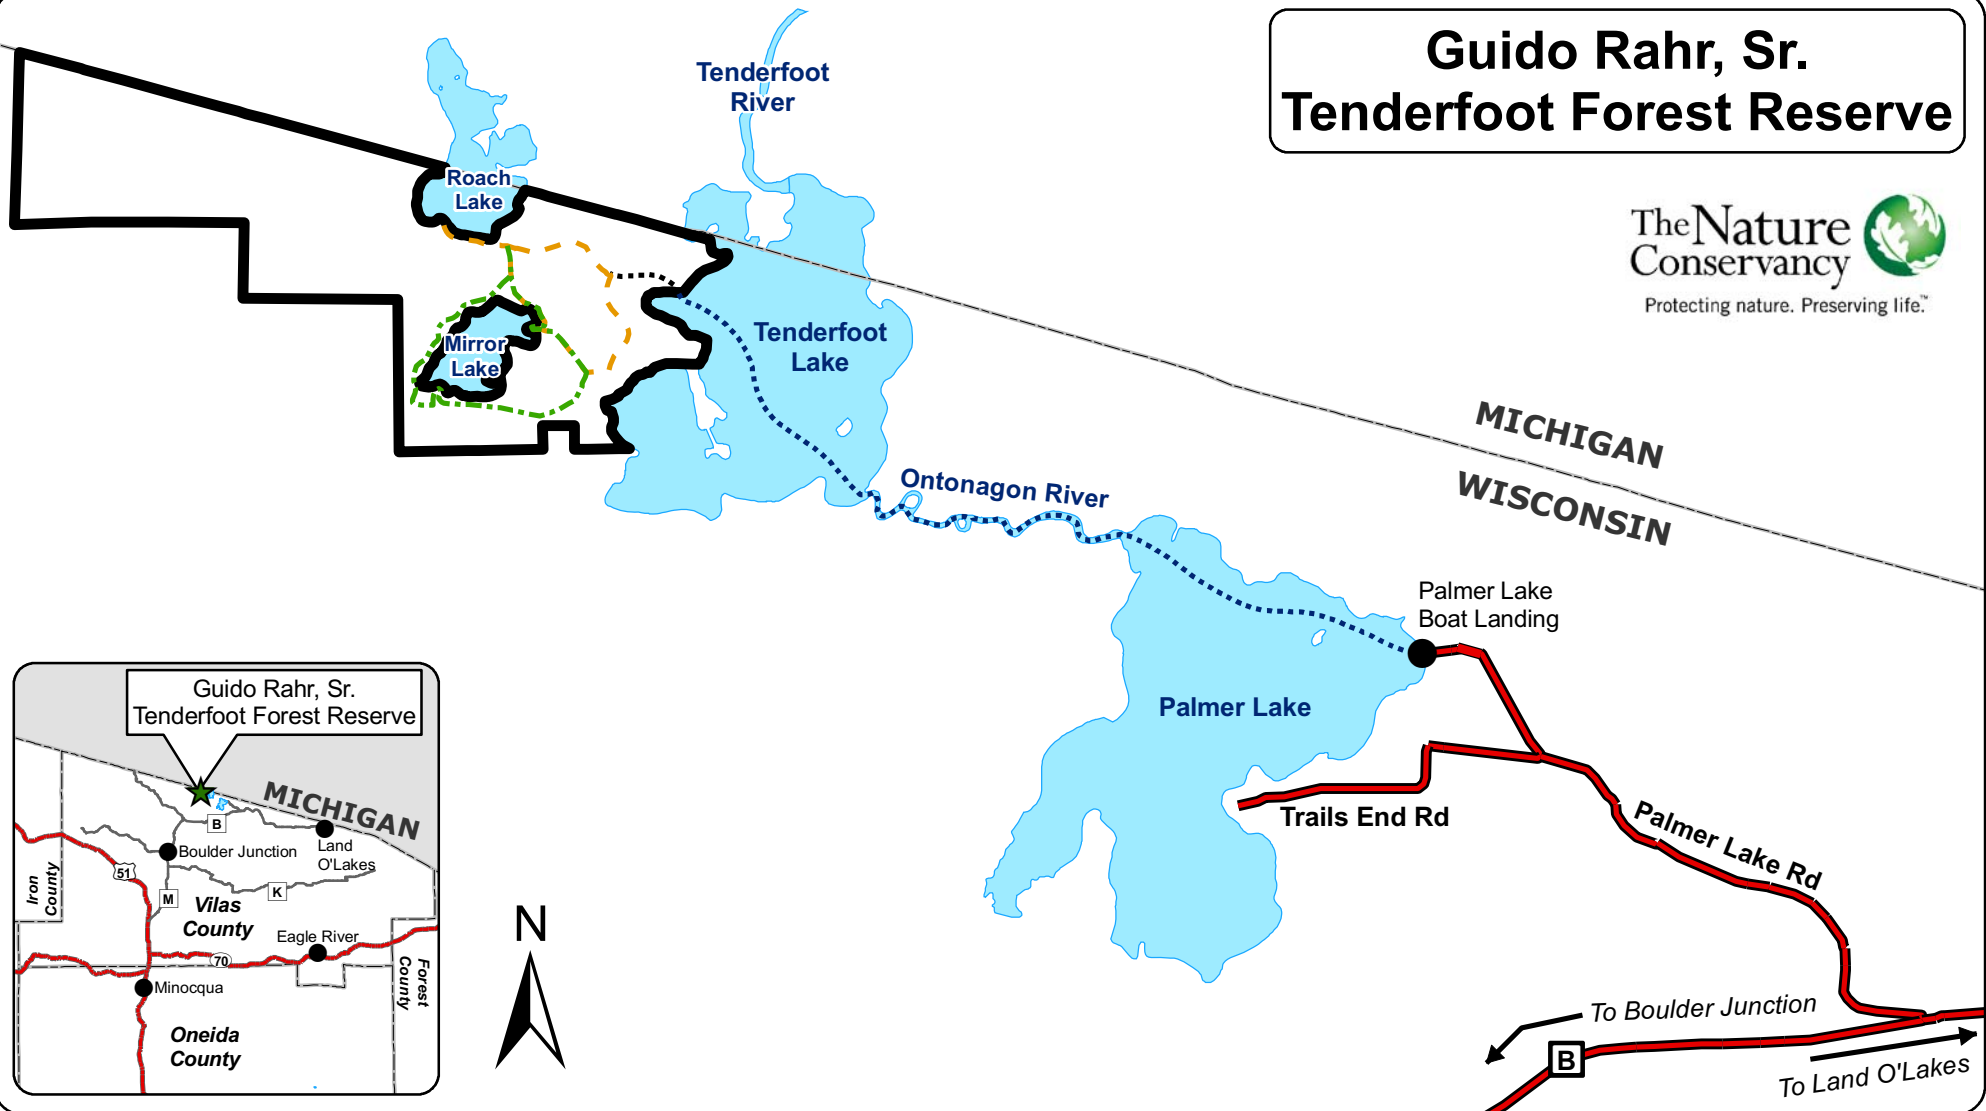 Guido Rahr, Sr.
Tenderfoot Forest Reserve
The Nature
Conservancy
Protecting nature. Preserving life.™
Tenderfoot
River
Roach
Lake
Mirror
Lake
Tenderfoot
Lake
Ontonagon River
MICHIGAN
WISCONSIN
Palmer Lake
Boat Landing
Palmer Lake
Trails End Rd
Palmer Lake Rd
To Boulder Junction
B
To Land O'Lakes
N
Guido Rahr, Sr.
Tenderfoot Forest Reserve
MICHIGAN
B
Land
O'Lakes
Boulder Junction
51
Iron
County
M
K
Vilas
County
Eagle River
70
Forest
County
Minocqua
Oneida
County